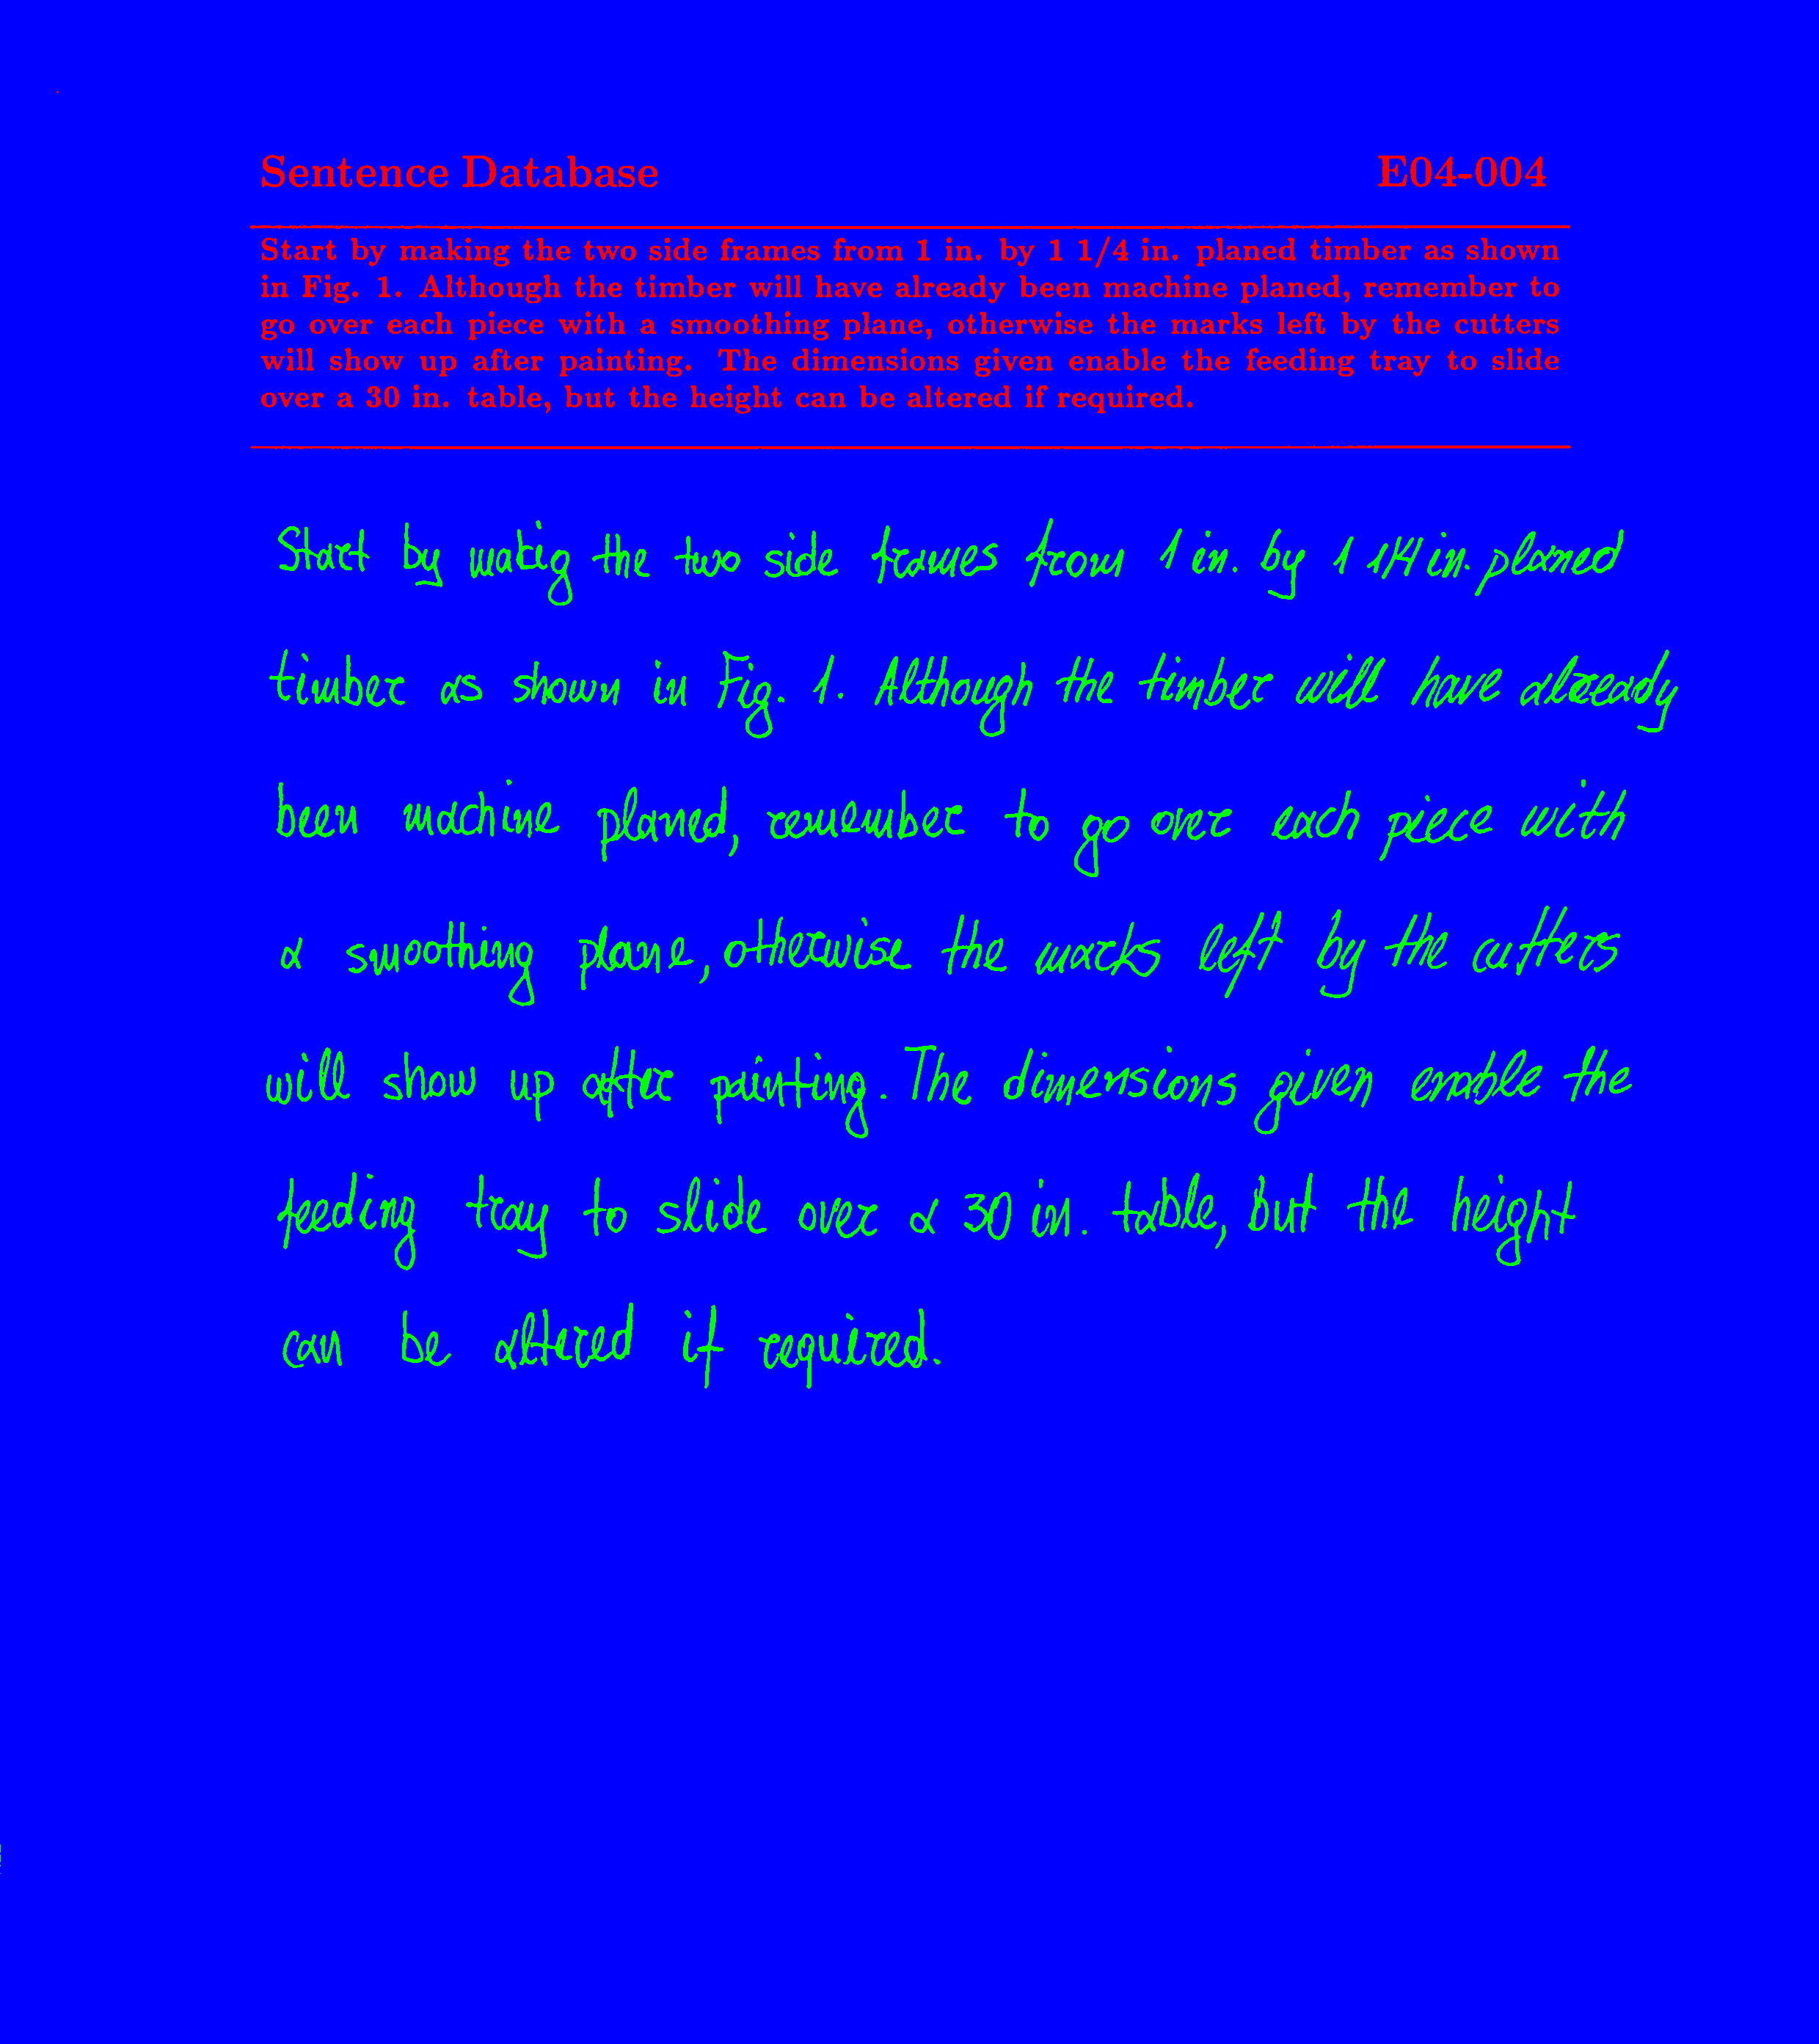 Sentence Database E04-004
Start by making the two side frames from 1 in. by 1 1/4 in. planed timber as shown
in Fig. 1. Although the timber will have already been machine planed, remember to
go over each piece with a smoothing plane, otherwise the marks left by the cutters
will show up after painting. The dimensions given enable the feeding tray to slide
over a 30 in. table, but the height can be altered if required.
Start by makig the two side frames from 1 in. by 1 1/4 in. planed
timber as shown in Fig. 1. Although the timber will have already
been machine planed, remember to go over each piece with
a smoothing plane, otherwise the marks left by the cutters
will show up after painting. The dimensions given enable the
feeding tray to slide over a 30 in. table, but the height
can be altered if required.